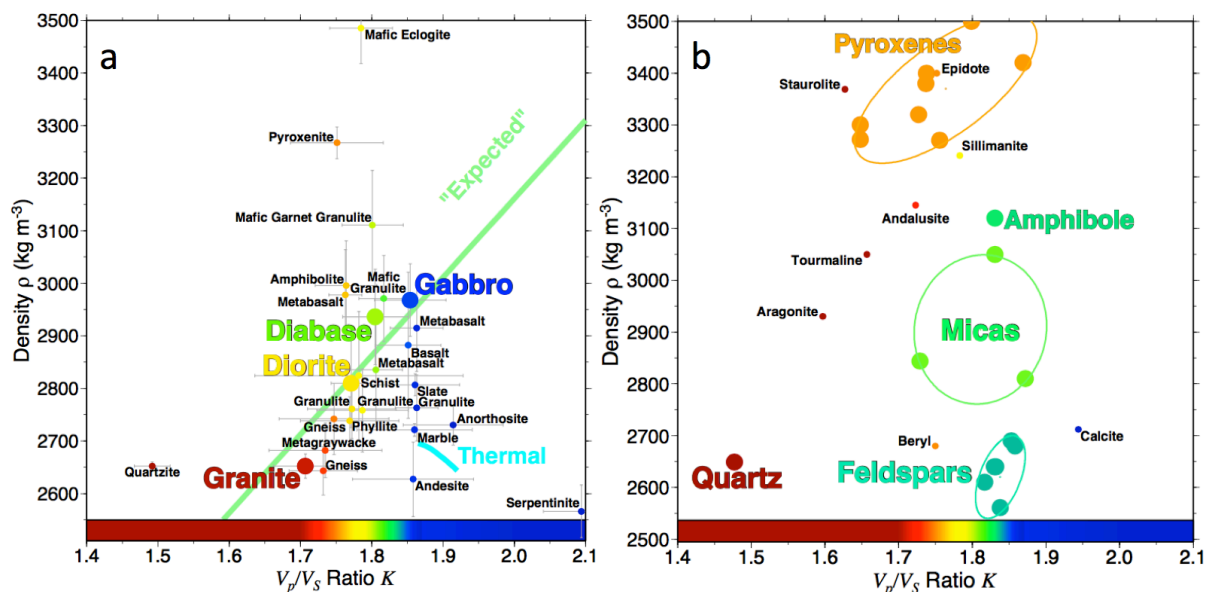 a
3500
3400
3300
3200
3100
3000
2900
2800
2700
2600
Density ρ (kg m⁻³)
Mafic Eclogite
Pyroxenite
"Expected"
Mafic Garnet Granulite
Amphibolite
Mafic
Granulite
Metabasalt
Gabbro
Diabase
Metabasalt
Diorite
Basalt
Metabasalt
Schist
Slate
Granulite
Granulite
Granulite
Anorthosite
Gneiss
Phyllite
Marble
Metagraywacke
Thermal
Quartzite
Granite
Gneiss
Andesite
Serpentinite
1.4
1.5
1.6
1.7
1.8
1.9
2.0
2.1
Vp/VS Ratio K
b
3500
3400
3300
3200
3100
3000
2900
2800
2700
2600
2500
Density ρ (kg m⁻³)
Pyroxenes
Epidote
Staurolite
Sillimanite
Andalusite
Amphibole
Tourmaline
Aragonite
Micas
Beryl
Calcite
Quartz
Feldspars
1.4
1.5
1.6
1.7
1.8
1.9
2.0
2.1
Vp/VS Ratio K